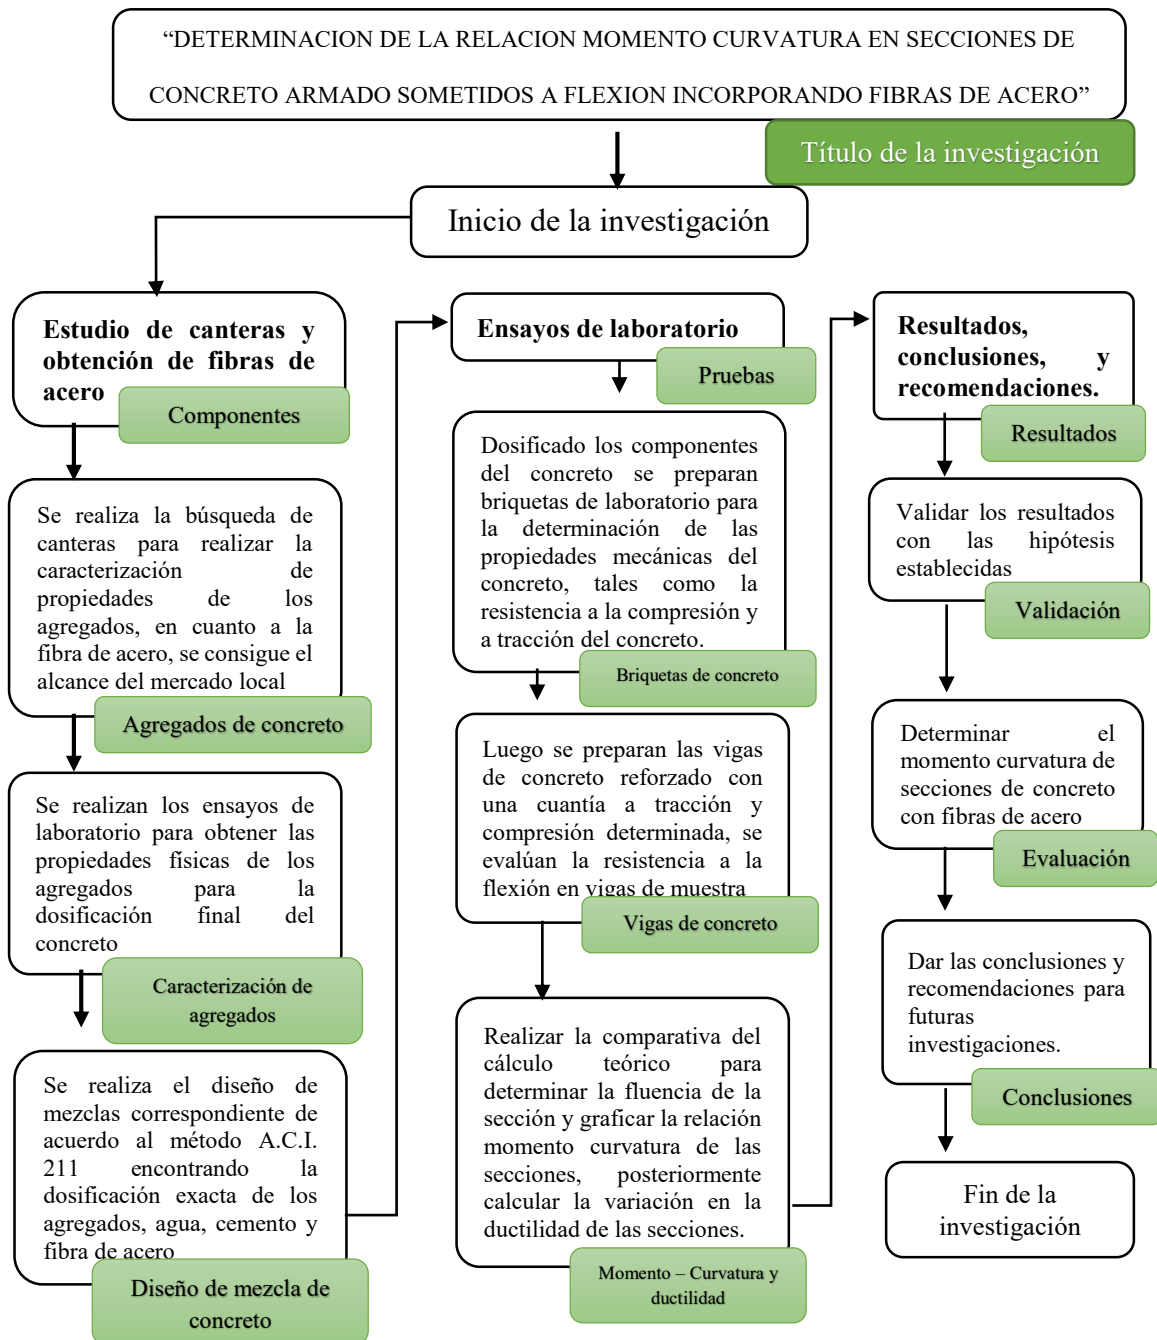 “DETERMINACION DE LA RELACION MOMENTO CURVATURA EN SECCIONES DE
CONCRETO ARMADO SOMETIDOS A FLEXION INCORPORANDO FIBRAS DE ACERO”
Título de la investigación
Inicio de la investigación
Estudio de canteras y
obtención de fibras de
acero
Componentes
Se realiza la búsqueda de
canteras para realizar la
caracterización de
propiedades de los
agregados, en cuanto a la
fibra de acero, se consigue el
alcance del mercado local
Agregados de concreto
Se realizan los ensayos de
laboratorio para obtener las
propiedades físicas de los
agregados para la
dosificación final del
concreto
Caracterización de
agregados
Se realiza el diseño de
mezclas correspondiente de
acuerdo al método A.C.I.
211 encontrando la
dosificación exacta de los
agregados, agua, cemento y
fibra de acero
Diseño de mezcla de
concreto
Ensayos de laboratorio
Pruebas
Dosificado los componentes
del concreto se preparan
briquetas de laboratorio para
la determinación de las
propiedades mecánicas del
concreto, tales como la
resistencia a la compresión y
a tracción del concreto.
Briquetas de concreto
Luego se preparan las vigas
de concreto reforzado con
una cuantía a tracción y
compresión determinada, se
evalúan la resistencia a la
flexión en vigas de muestra
Vigas de concreto
Realizar la comparativa del
cálculo teórico para
determinar la fluencia de la
sección y graficar la relación
momento curvatura de las
secciones, posteriormente
calcular la variación en la
ductilidad de las secciones.
Momento – Curvatura y
ductilidad
Resultados,
conclusiones, y
recomendaciones.
Resultados
Validar los resultados
con las hipótesis
establecidas
Validación
Determinar el
momento curvatura de
secciones de concreto
con fibras de acero
Evaluación
Dar las conclusiones y
recomendaciones para
futuras
investigaciones.
Conclusiones
Fin de la
investigación